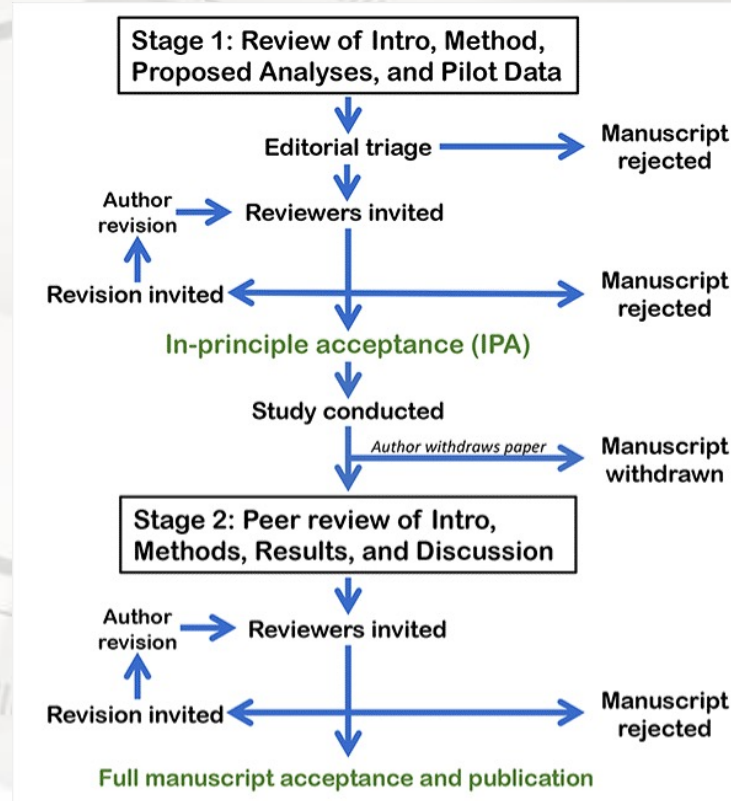 Stage 1: Review of Intro, Method,
Proposed Analyses, and Pilot Data
Editorial triage
Manuscript
rejected
Author
revision
Reviewers invited
Revision invited
Manuscript
rejected
In-principle acceptance (IPA)
Study conducted
Author withdraws paper
Manuscript
withdrawn
Stage 2: Peer review of Intro,
Methods, Results, and Discussion
Author
revision
Reviewers invited
Revision invited
Manuscript
rejected
Full manuscript acceptance and publication